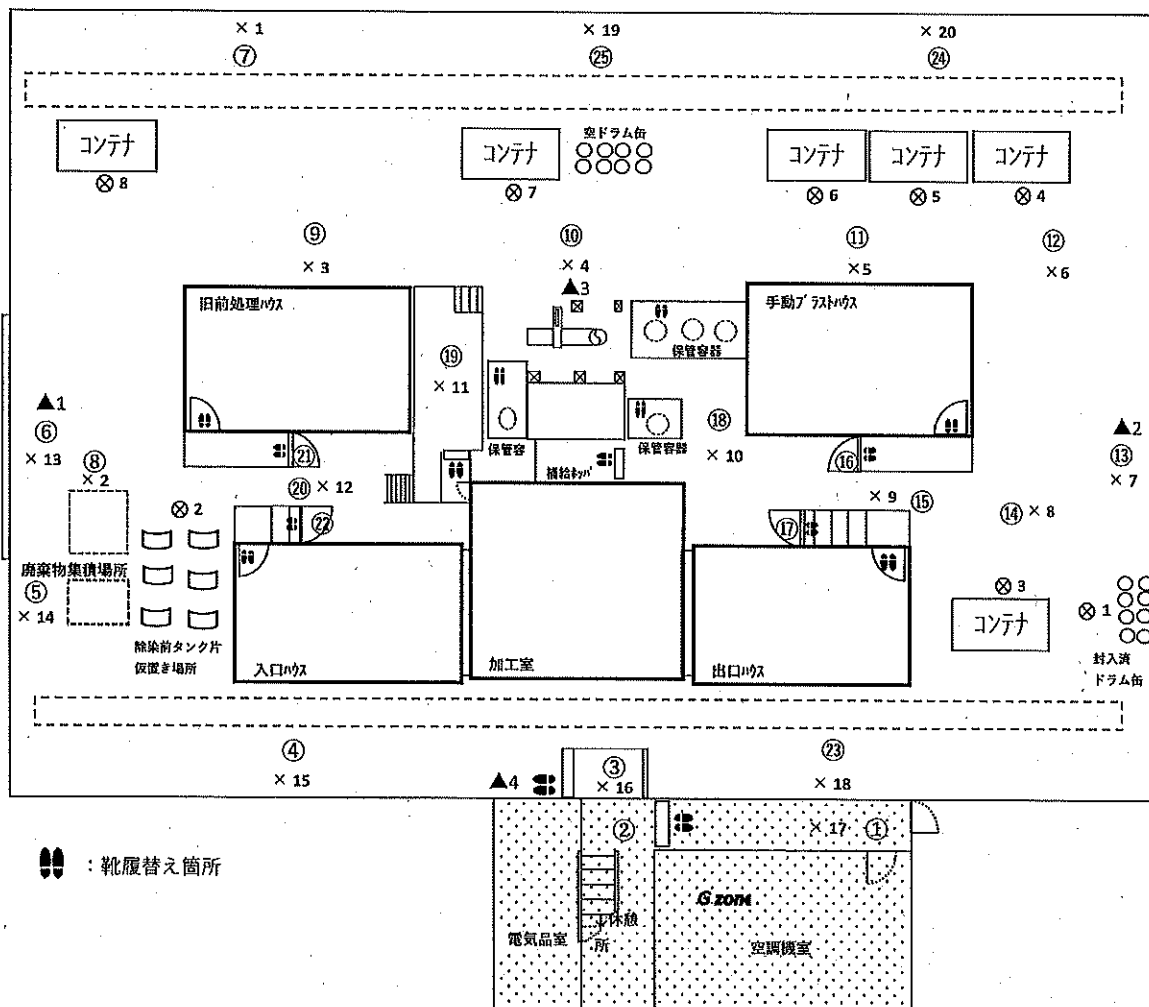 × 1
× 19
× 20
⑦
㉕
㉔
コンテナ
コンテナ
空ドラム缶
コンテナ
コンテナ
コンテナ
⊗ 8
⊗ 7
⊗ 6
⊗ 5
⊗ 4
⑨
⑩
⑪
⑫
× 3
× 4
× 5
× 6
▲3
旧前処理ハウス
手動ブラストハウス
保管容器
⑲
× 11
▲1
⑥
× 13
⑱
× 10
▲2
⑬
× 7
保管容
保管容器
補給ホッパ
⑧
× 2
㉑
⑯
⑳
× 12
⊗ 2
㉒
× 9
⑮
⑰
⑭
× 8
廃棄物集積場所
⑤
× 14
⊗ 3
⊗ 1
コンテナ
除染前タンク片
仮置き場所
入口ハウス
加工室
出口ハウス
封入済
ドラム缶
④
× 15
▲4
③
× 16
㉓
× 18
②
× 17
①
：靴履替え箇所
G zone
休憩
所
電気品室
空調機室